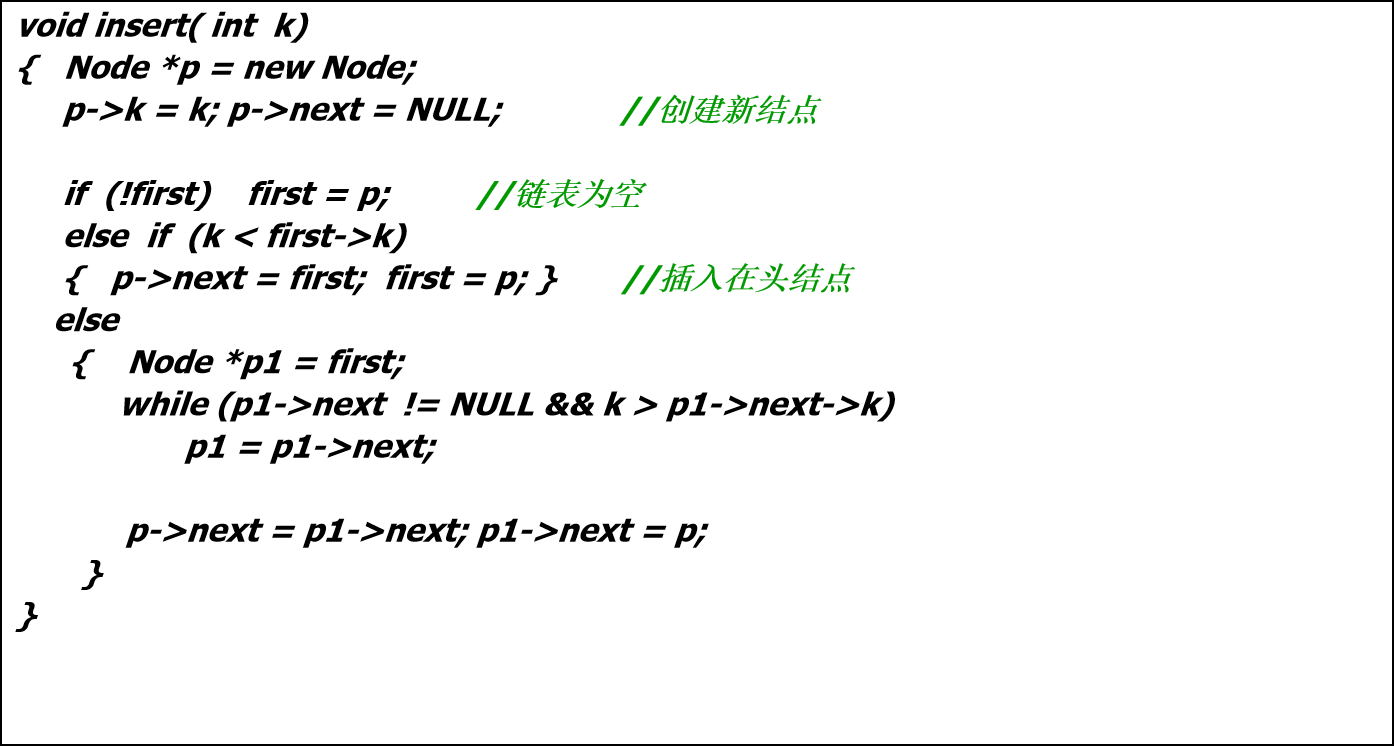 void insert( int k)
{ Node *p = new Node;
p->k = k; p->next = NULL; //创建新结点
if (!first) first = p; //链表为空
else if (k < first->k)
{ p->next = first; first = p; } //插入在头结点
else
{ Node *p1 = first;
while (p1->next != NULL && k > p1->next->k)
p1 = p1->next;
p->next = p1->next; p1->next = p;
}
}